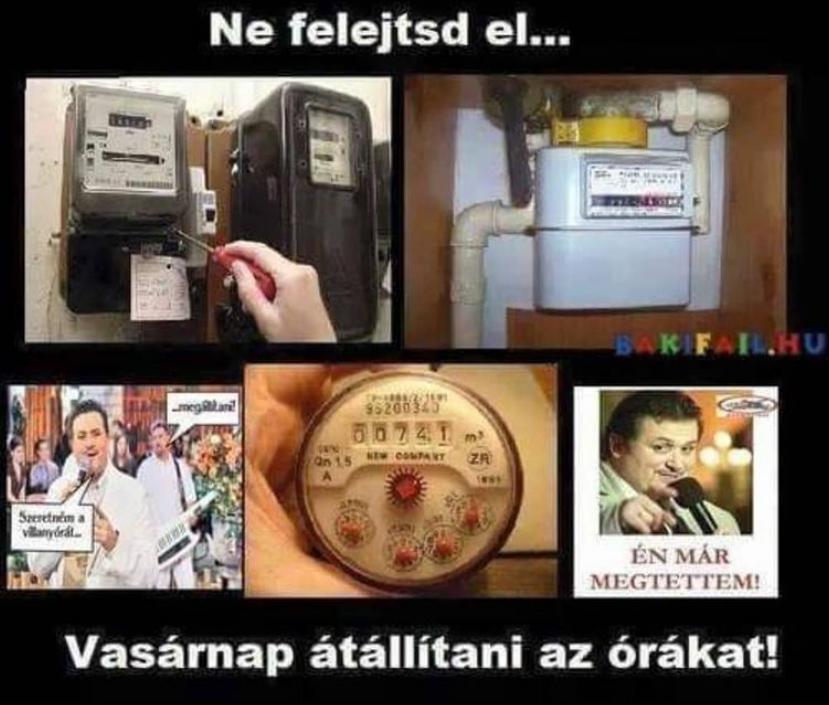 Ne felejtsd el...
BAKIFAIL.HU
...megállítani!
Szeretném a
villanyórát...
95200343
00741 m³
Qn 1,5
NEW COMPANY
ZR
A
1991
ÉN MÁR
MEGTETTEM!
Vasárnap átállítani az órákat!